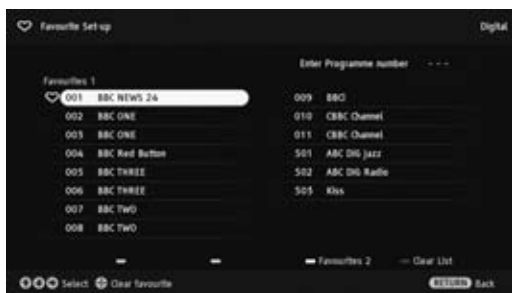 Favourite Set-up
Digital
Enter Programme number - - -
Favourites 1
001 BBC NEWS 24
002 BBC ONE
003 BBC ONE
004 BBC Red Button
005 BBC THREE
006 BBC THREE
007 BBC TWO
008 BBC TWO
009 BBCi
010 CBBC Channel
011 CBBC Channel
501 ABC DiG Jazz
502 ABC DiG Radio
503 Kiss
Favourites 2
Clear List
Select
Clear favourite
RETURN Back